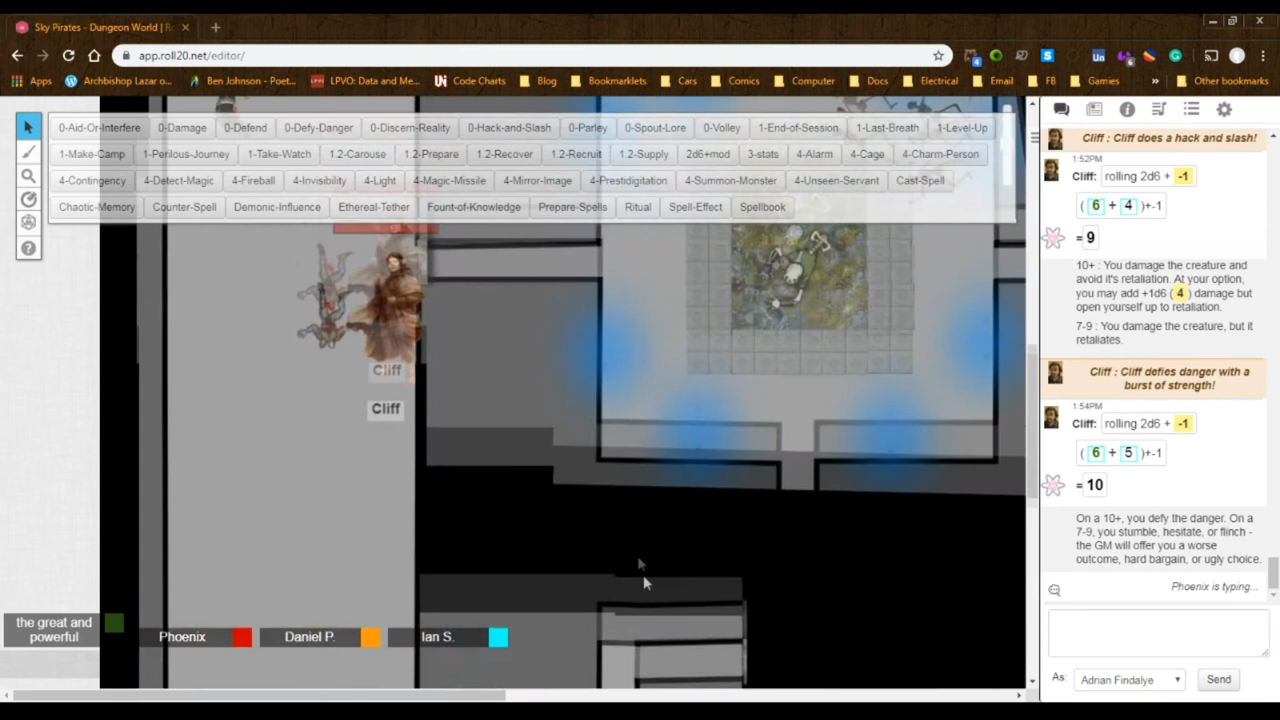 Sky Pirates - Dungeon World | R
app.roll20.net/editor/
Apps Archbishop Lazar o... Ben Johnson - Poet... LPVO: Data and Me... Code Charts Blog Bookmarklets Cars Comics Computer Docs Electrical Email FB Games » Other bookmarks
0-Aid-Or-Interfere 0-Damage 0-Defend 0-Defy-Danger 0-Discern-Reality 0-Hack-and-Slash 0-Parley 0-Spout-Lore 0-Volley 1-End-of-Session 1-Last-Breath 1-Level-Up
1-Make-Camp 1-Perilous-Journey 1-Take-Watch 1.2-Carouse 1.2-Prepare 1.2-Recover 1.2-Recruit 1.2-Supply 2d6+mod 3-stats 4-Alarm 4-Cage 4-Charm-Person
4-Contingency 4-Detect-Magic 4-Fireball 4-Invisibility 4-Light 4-Magic-Missile 4-Mirror-Image 4-Prestidigitation 4-Summon-Monster 4-Unseen-Servant Cast-Spell
Chaotic-Memory Counter-Spell Demonic-Influence Ethereal-Tether Fount-of-Knowledge Prepare-Spells Ritual Spell-Effect Spellbook
Cliff
Cliff
the great and
powerful
Phoenix Daniel P. Ian S.
Cliff : Cliff does a hack and slash!
1:52PM
Cliff: rolling 2d6 + -1
( 6 + 4 )+-1
= 9
10+ : You damage the creature and
avoid it's retaliation. At your option,
you may add +1d6 ( 4 ) damage but
open yourself up to retaliation.
7-9 : You damage the creature, but it
retaliates.
Cliff : Cliff defies danger with a
burst of strength!
1:54PM
Cliff: rolling 2d6 + -1
( 6 + 5 )+-1
= 10
On a 10+, you defy the danger. On a
7-9, you stumble, hesitate, or flinch -
the GM will offer you a worse
outcome, hard bargain, or ugly choice.
Phoenix is typing...
As: Adrian Findalye Send